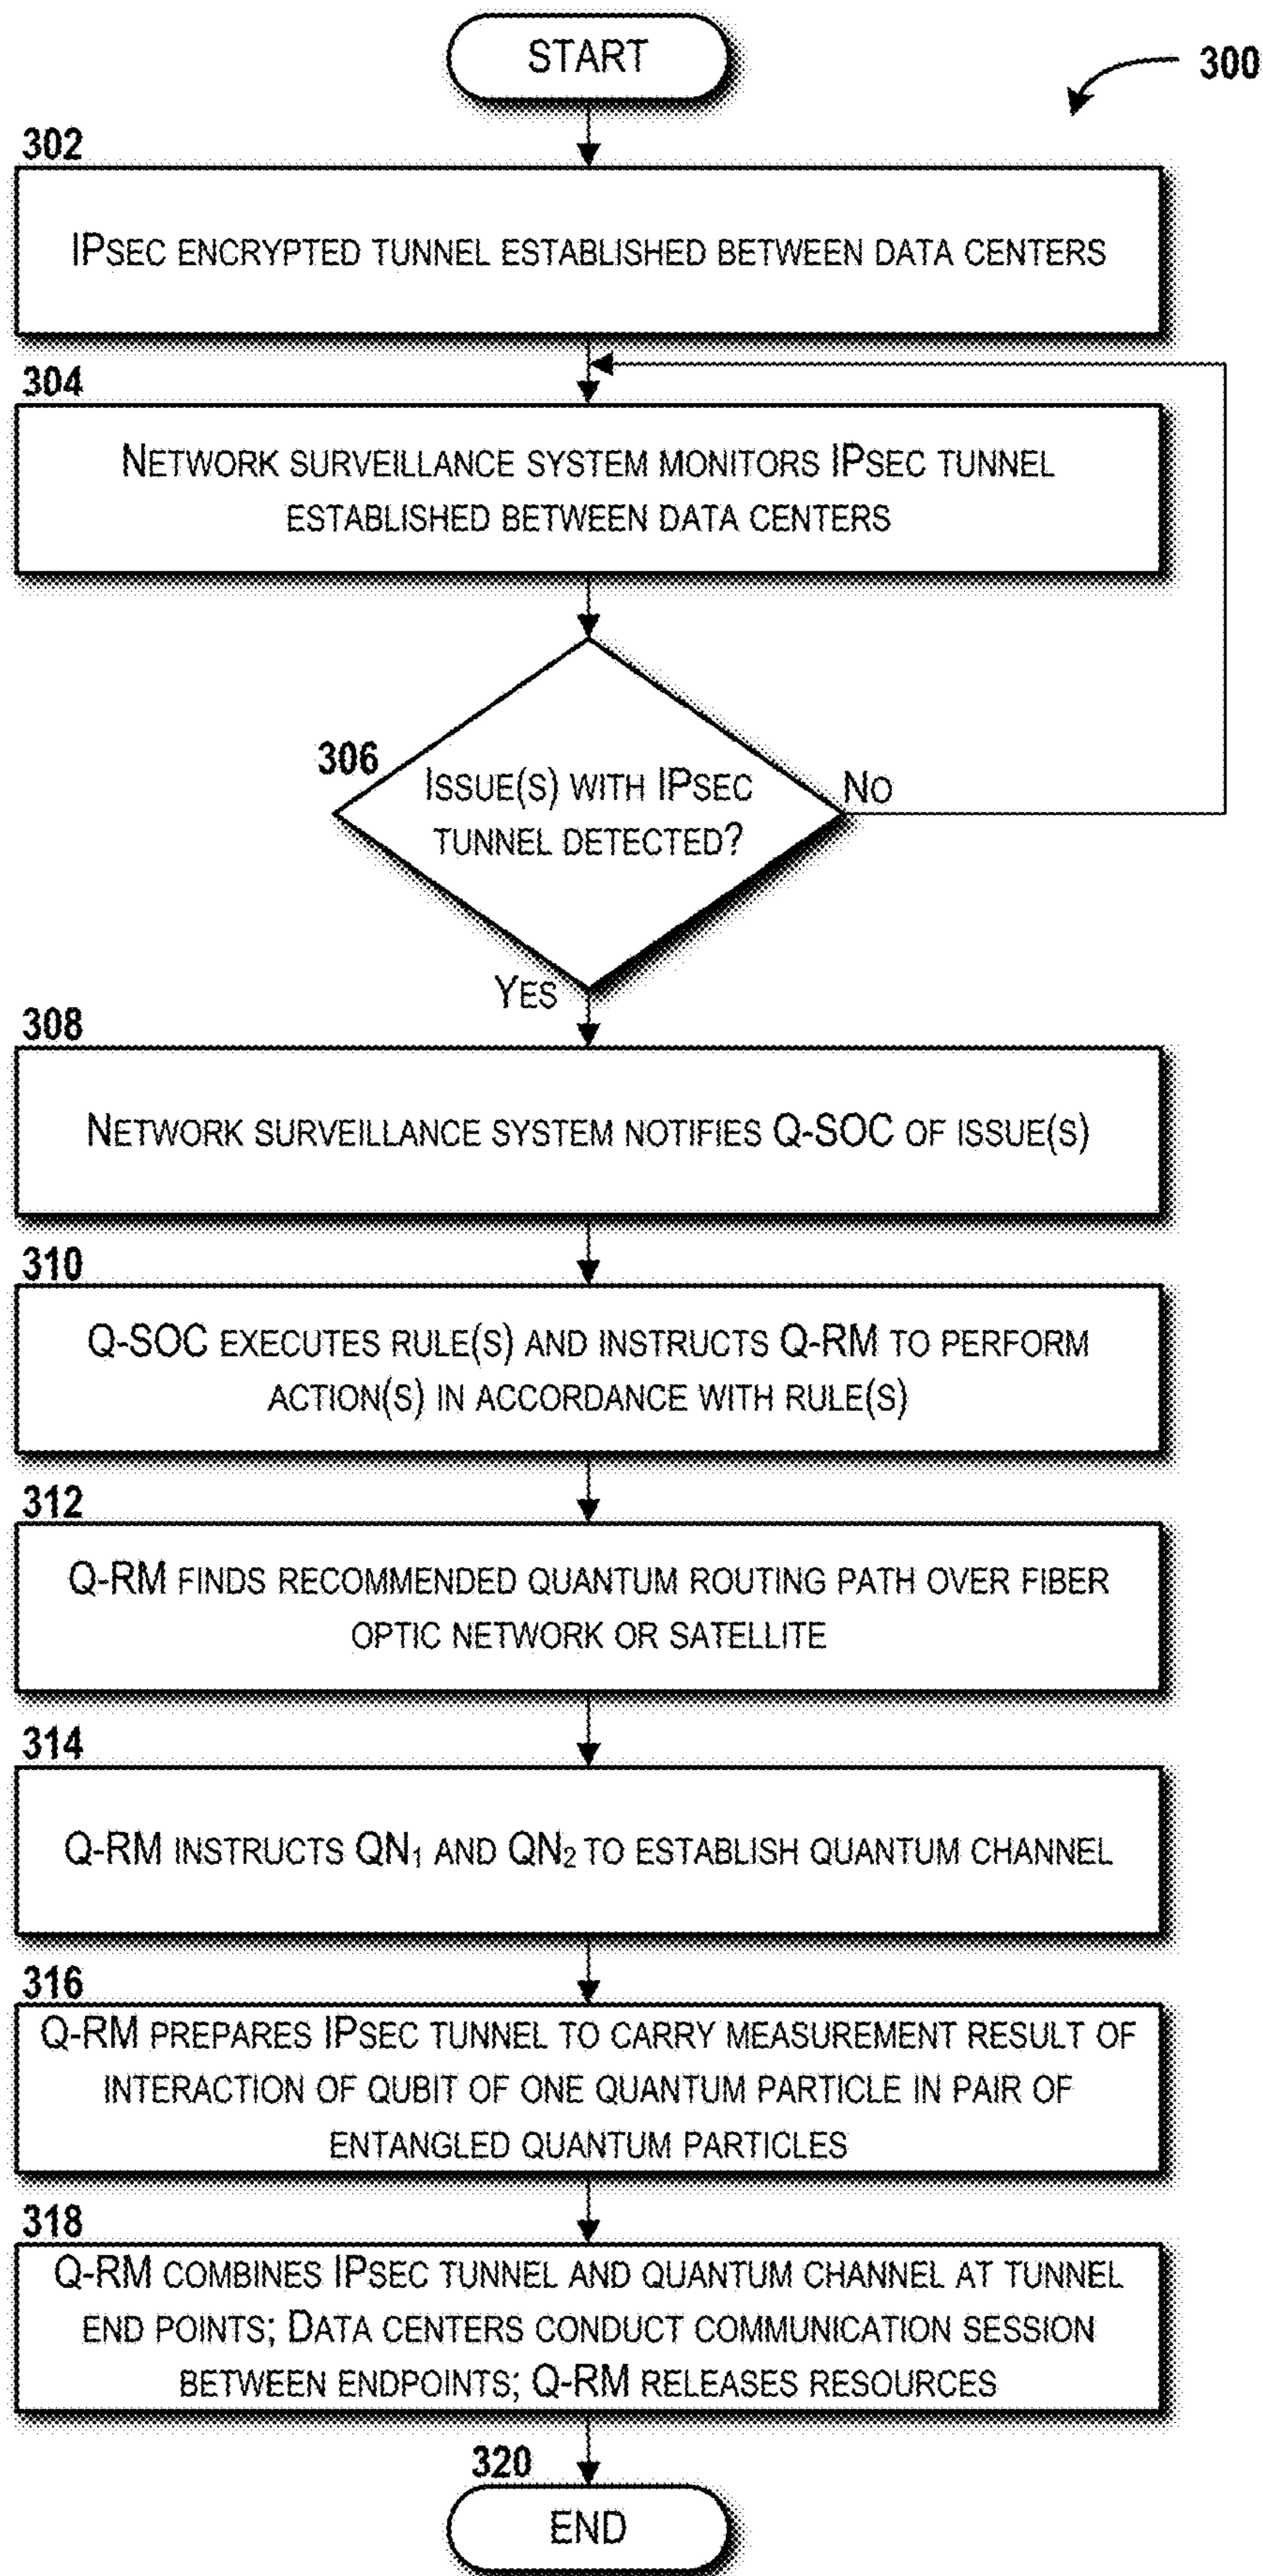 START
300
302
IPSEC ENCRYPTED TUNNEL ESTABLISHED BETWEEN DATA CENTERS
304
NETWORK SURVEILLANCE SYSTEM MONITORS IPSEC TUNNEL
ESTABLISHED BETWEEN DATA CENTERS
306
ISSUE(S) WITH IPSEC
TUNNEL DETECTED?
NO
YES
308
NETWORK SURVEILLANCE SYSTEM NOTIFIES Q-SOC OF ISSUE(S)
310
Q-SOC EXECUTES RULE(S) AND INSTRUCTS Q-RM TO PERFORM
ACTION(S) IN ACCORDANCE WITH RULE(S)
312
Q-RM FINDS RECOMMENDED QUANTUM ROUTING PATH OVER FIBER
OPTIC NETWORK OR SATELLITE
314
Q-RM INSTRUCTS QN₁ AND QN₂ TO ESTABLISH QUANTUM CHANNEL
316
Q-RM PREPARES IPSEC TUNNEL TO CARRY MEASUREMENT RESULT OF
INTERACTION OF QUBIT OF ONE QUANTUM PARTICLE IN PAIR OF
ENTANGLED QUANTUM PARTICLES
318
Q-RM COMBINES IPSEC TUNNEL AND QUANTUM CHANNEL AT TUNNEL
END POINTS; DATA CENTERS CONDUCT COMMUNICATION SESSION
BETWEEN ENDPOINTS; Q-RM RELEASES RESOURCES
320
END